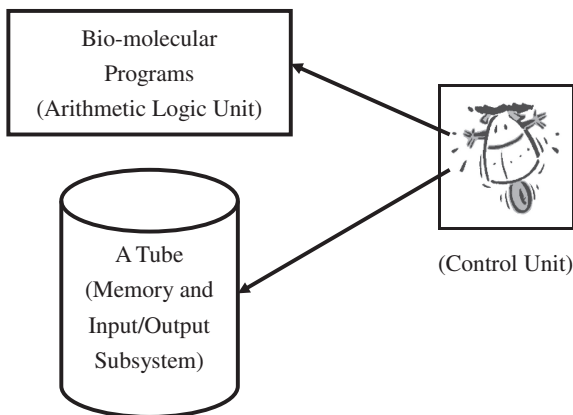 Bio-molecular
Programs
(Arithmetic Logic Unit)
A Tube
(Memory and
Input/Output
Subsystem)
(Control Unit)